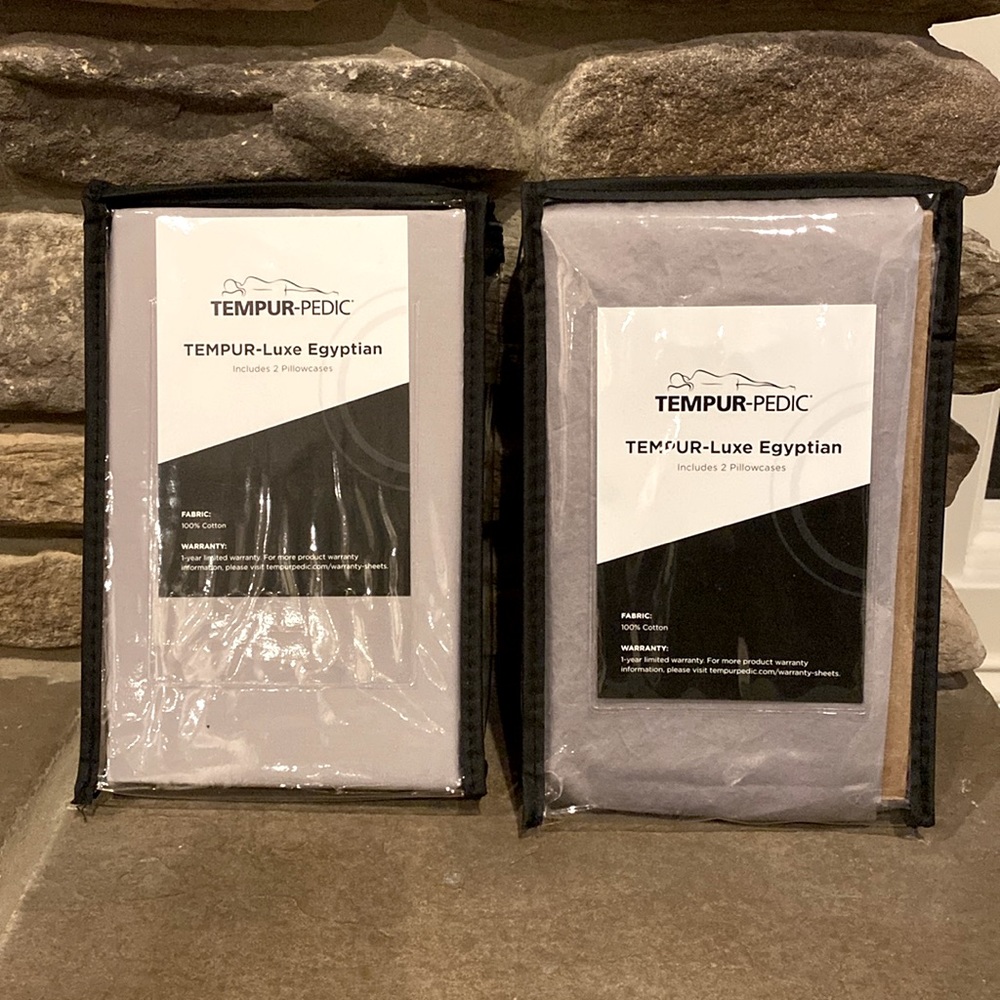 TEMPUR-PEDIC®
TEMPUR-Luxe Egyptian
Includes 2 Pillowcases
FABRIC:
100% Cotton
WARRANTY:
1-year limited warranty. For more product warranty
information, please visit tempurpedic.com/warranty-sheets.
TEMPUR-PEDIC®
TEMPUR-Luxe Egyptian
Includes 2 Pillowcases
FABRIC:
100% Cotton
WARRANTY:
1-year limited warranty. For more product warranty
information, please visit tempurpedic.com/warranty-sheets.